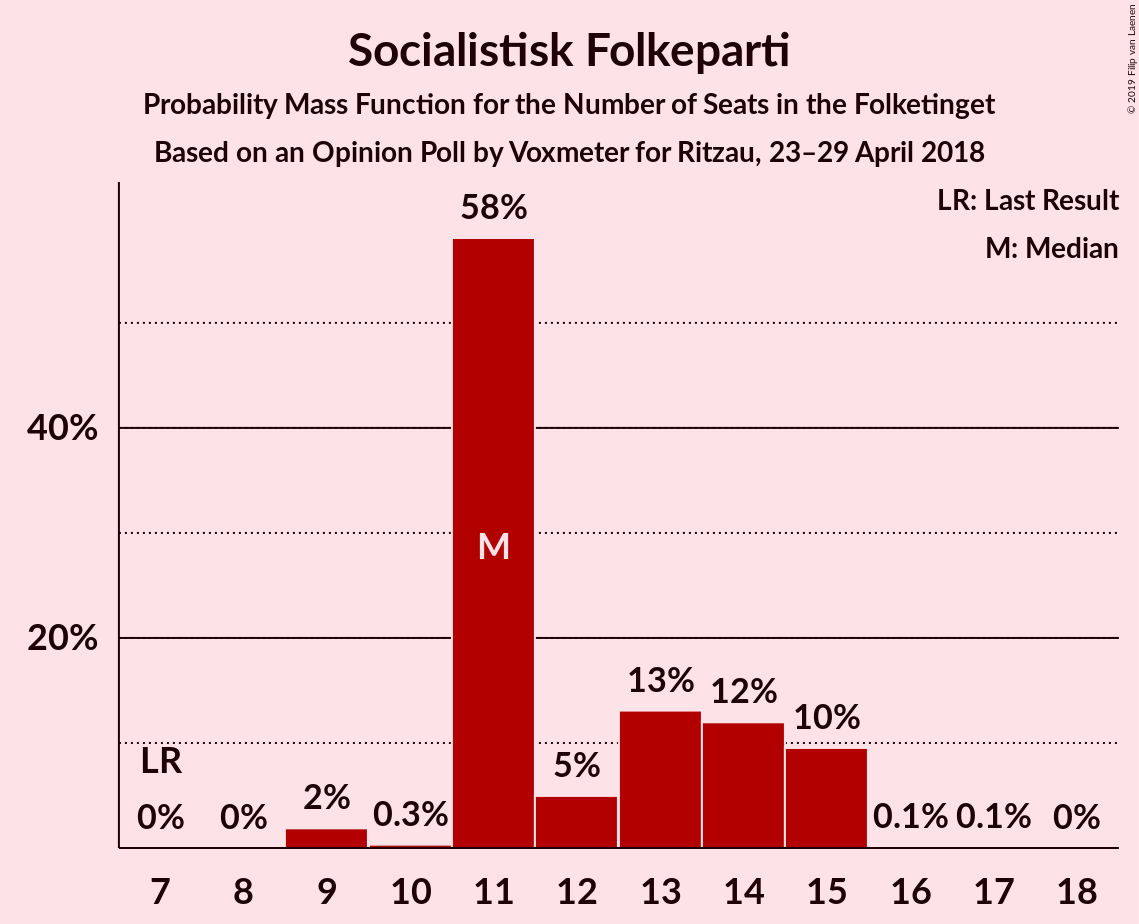 Socialistisk Folkeparti
Probability Mass Function for the Number of Seats in the Folketinget
Based on an Opinion Poll by Voxmeter for Ritzau, 23–29 April 2018
© 2019 Filip van Laenen
LR: Last Result
M: Median
58%
40%
M
20%
13%
12%
10%
LR
5%
2%
0%
0%
0.3%
0.1%
0.1%
0%
7 8 9 10 11 12 13 14 15 16 17 18